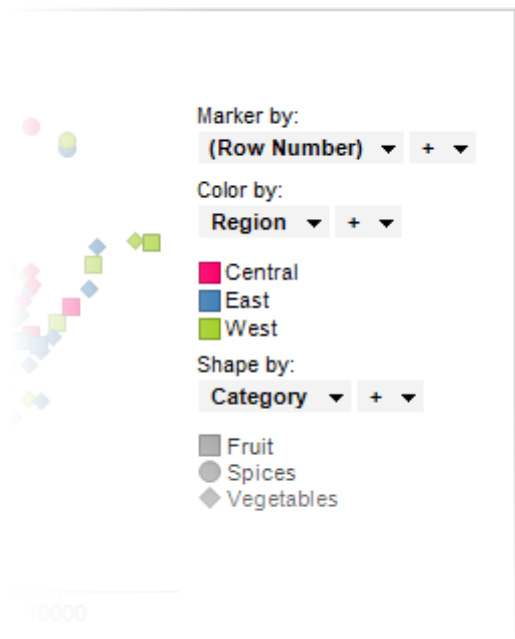 Marker by:
(Row Number) +
Color by:
Region +
Central
East
West
Shape by:
Category +
Fruit
Spices
Vegetables
10000